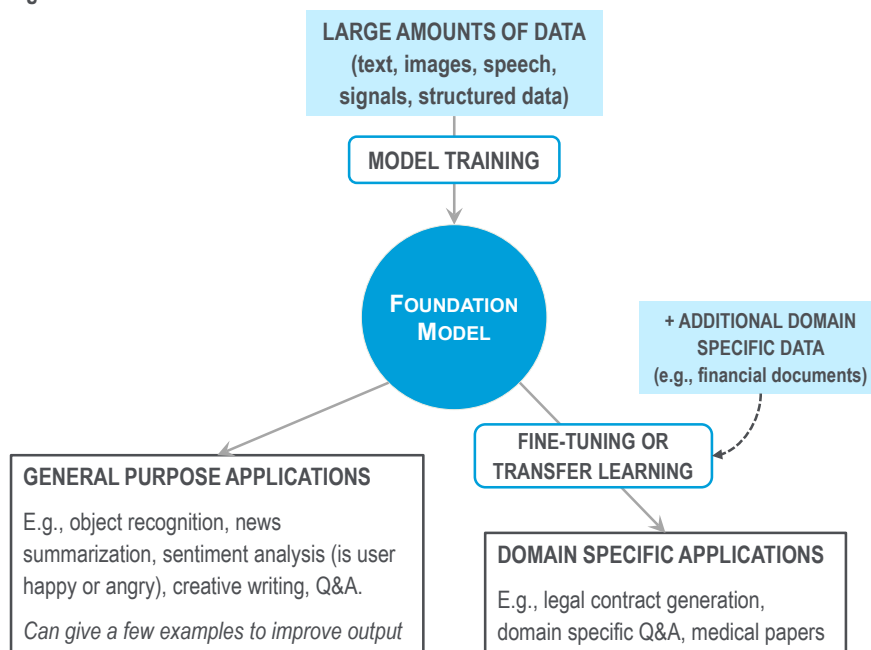 LARGE AMOUNTS OF DATA
(text, images, speech,
signals, structured data)
MODEL TRAINING
FOUNDATION
MODEL
+ ADDITIONAL DOMAIN
SPECIFIC DATA
(e.g., financial documents)
FINE-TUNING OR
TRANSFER LEARNING
GENERAL PURPOSE APPLICATIONS
E.g., object recognition, news
summarization, sentiment analysis (is user
happy or angry), creative writing, Q&A.
Can give a few examples to improve output
DOMAIN SPECIFIC APPLICATIONS
E.g., legal contract generation,
domain specific Q&A, medical papers